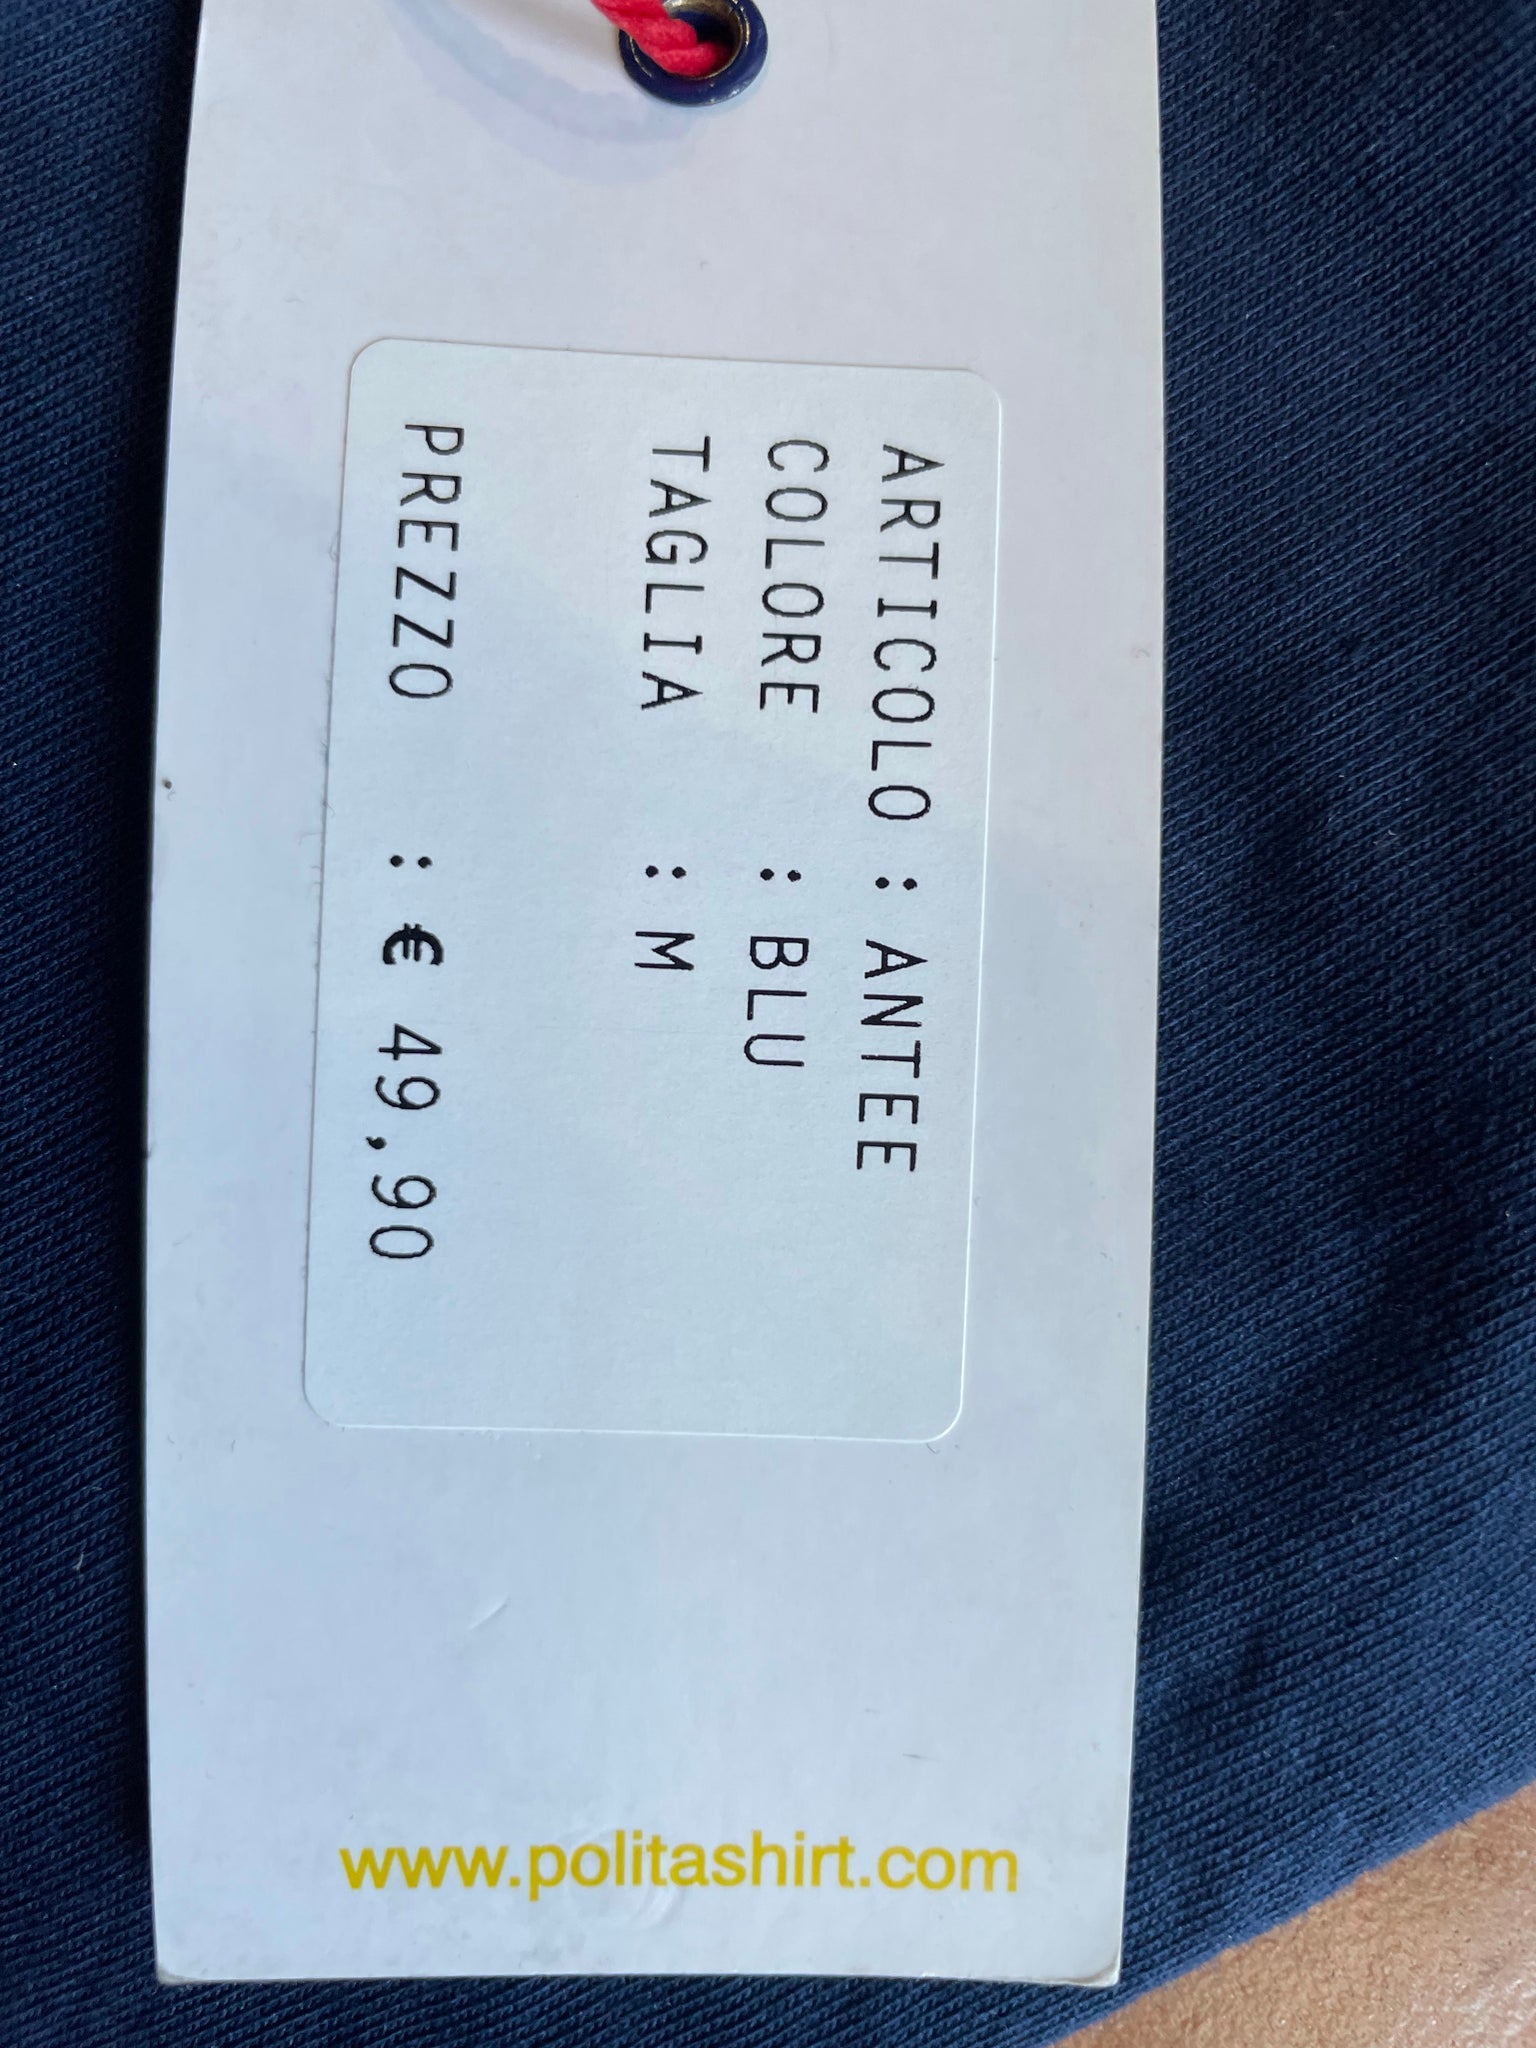 ARTICOLO : ANTEE
COLORE : BLU
TAGLIA : M
PREZZO : € 49,90
www.politashirt.com